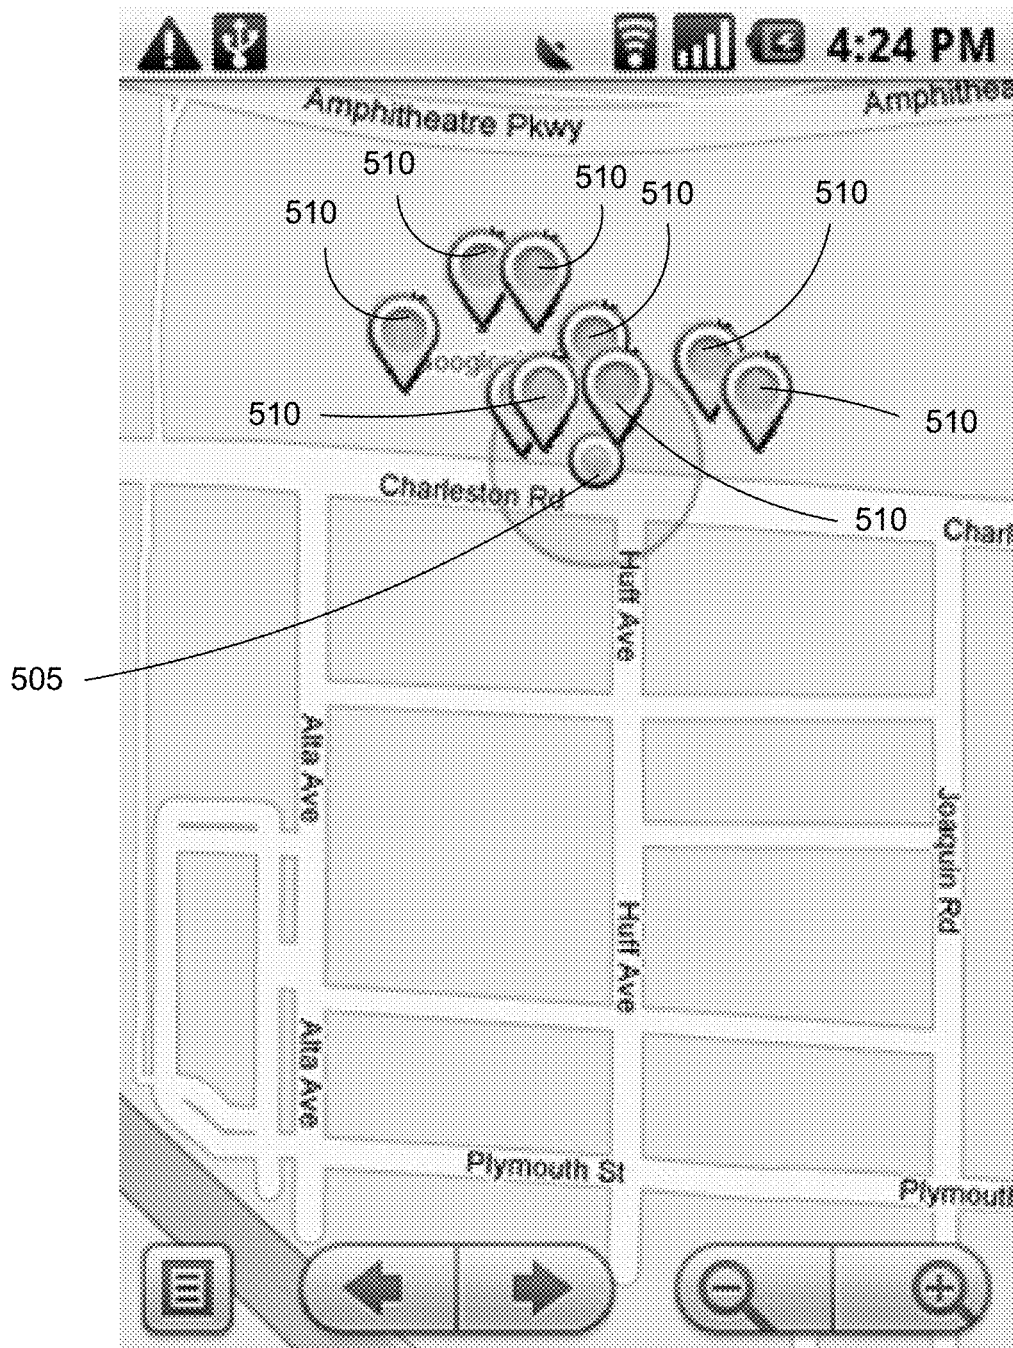 4:24 PM
Amphitheatre Pkwy
Amphithea
510
510
510
510
510
510
510
Charleston Rd
510
Charl
Huff Ave
505
Alta Ave
Joaquin Rd
Huff Ave
Alta Ave
Plymouth St
Plymouth